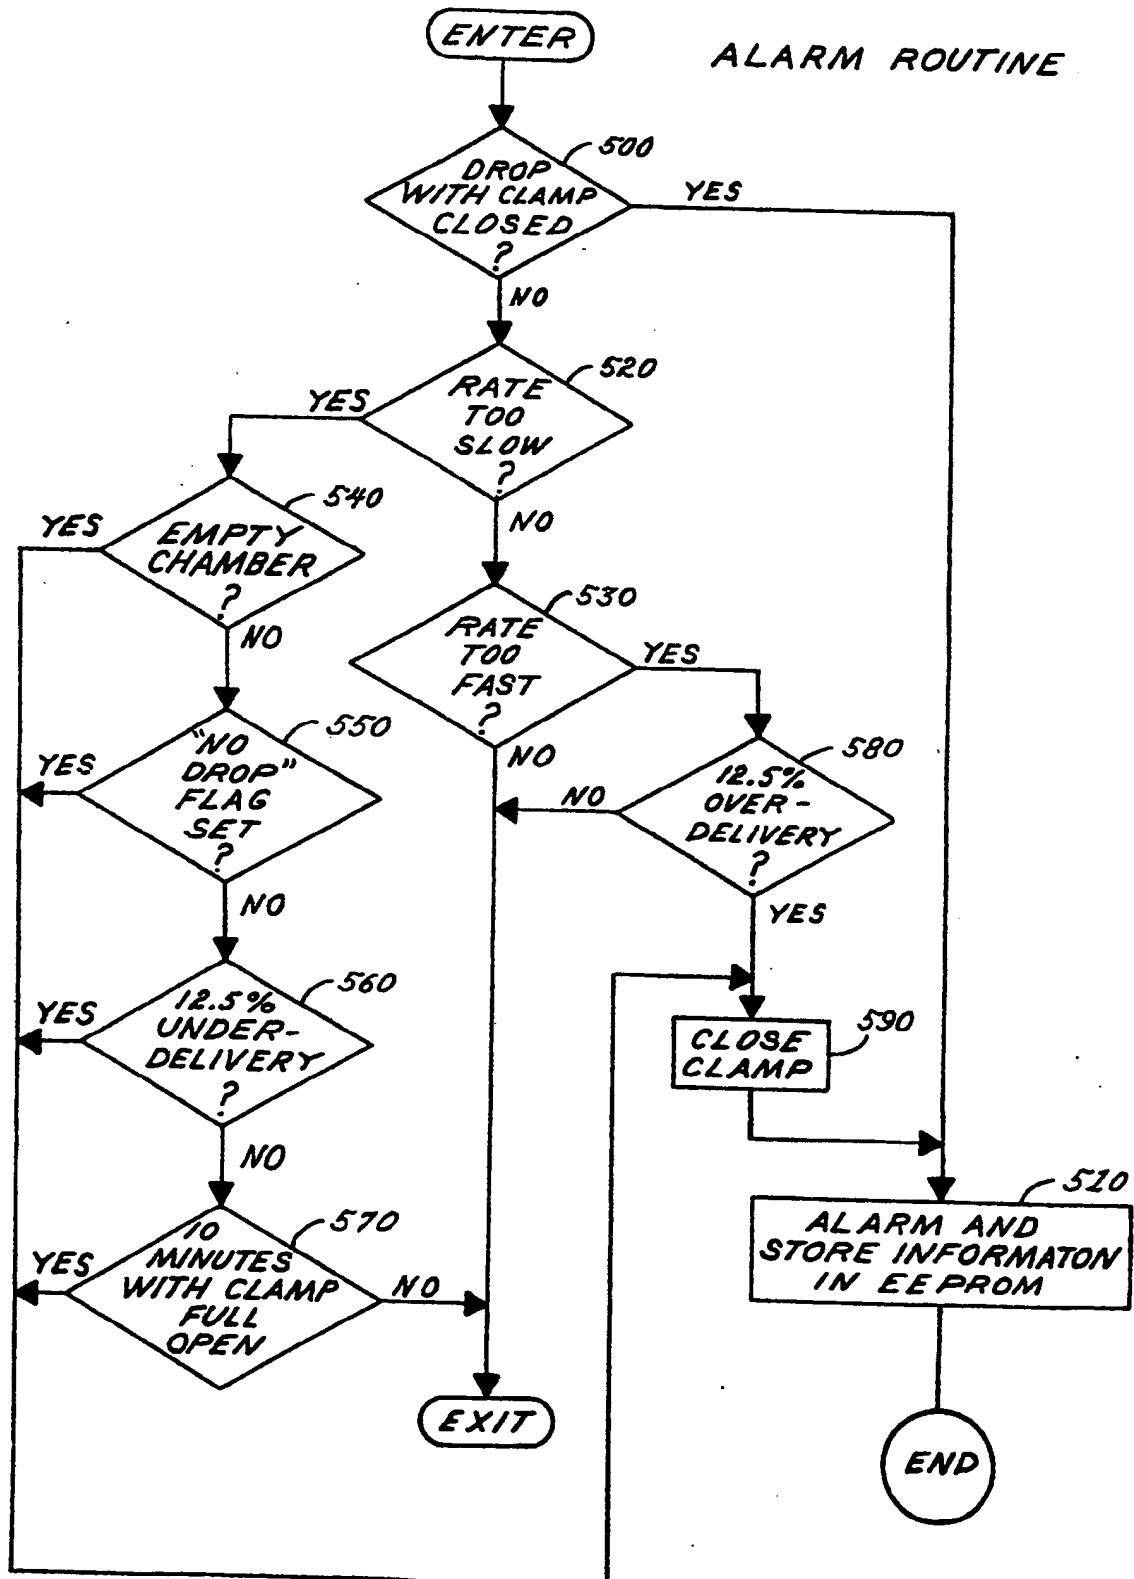 ENTER
ALARM ROUTINE
500
DROP
WITH CLAMP
CLOSED
?
YES
NO
520
RATE
TOO
SLOW
?
YES
NO
540
EMPTY
CHAMBER
?
YES
NO
530
RATE
TOO
FAST
?
YES
NO
550
"NO
DROP"
FLAG
SET
?
YES
NO
580
12.5%
OVER-
DELIVERY
?
NO
YES
560
12.5%
UNDER-
DELIVERY
?
YES
NO
590
CLOSE
CLAMP
570
10
MINUTES
WITH CLAMP
FULL
OPEN
YES
NO
510
ALARM AND
STORE INFORMATON
IN EEPROM
EXIT
END